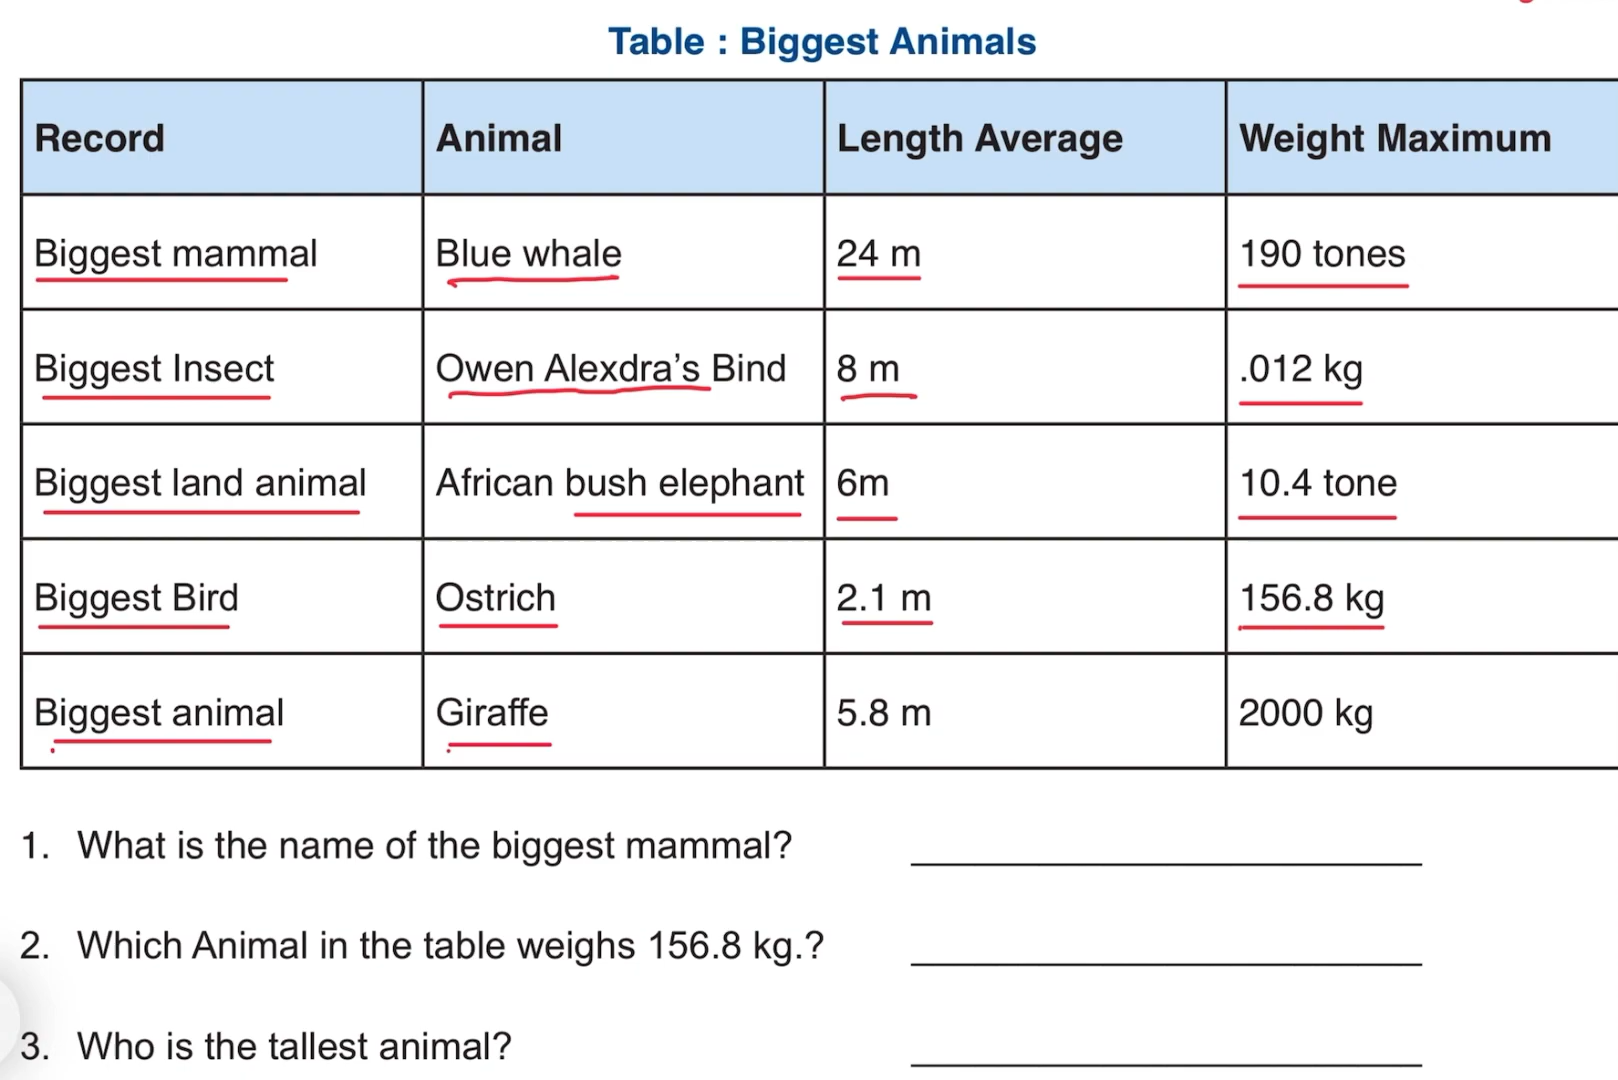 Table : Biggest Animals
Record Animal Length Average Weight Maximum
Biggest mammal Blue whale 24 m 190 tones
Biggest Insect Owen Alexdra’s Bind 8 m .012 kg
Biggest land animal African bush elephant 6m 10.4 tone
Biggest Bird Ostrich 2.1 m 156.8 kg
Biggest animal Giraffe 5.8 m 2000 kg
1. What is the name of the biggest mammal?
2. Which Animal in the table weighs 156.8 kg.?
3. Who is the tallest animal?